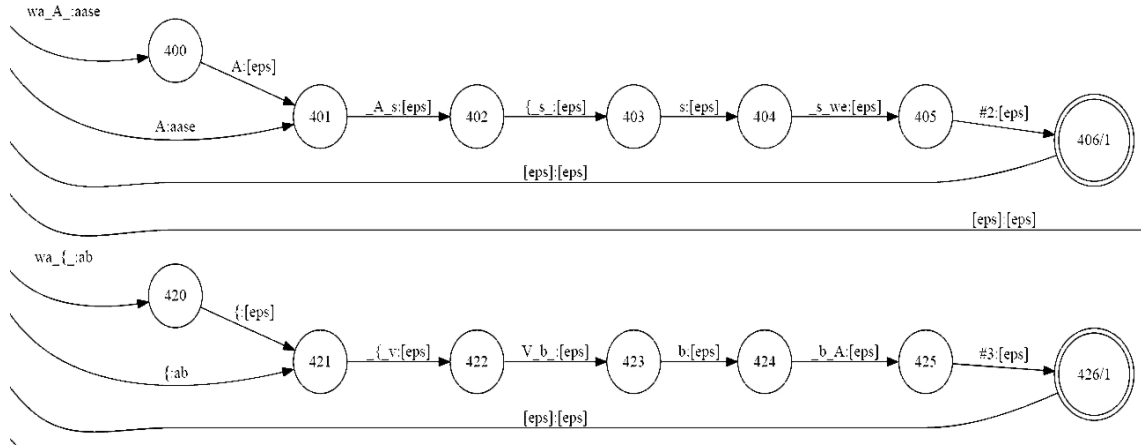 wa_A_:aase
400
A:[eps]
401
_A_s:[eps]
402
{_s_:[eps]
403
s:[eps]
404
_s_we:[eps]
405
#2:[eps]
406/1
A:aase
[eps]:[eps]
[eps]:[eps]
wa_{_:ab
420
{:[eps]
421
_{_v:[eps]
422
V_b_:[eps]
423
b:[eps]
424
_b_A:[eps]
425
#3:[eps]
426/1
{:ab
[eps]:[eps]